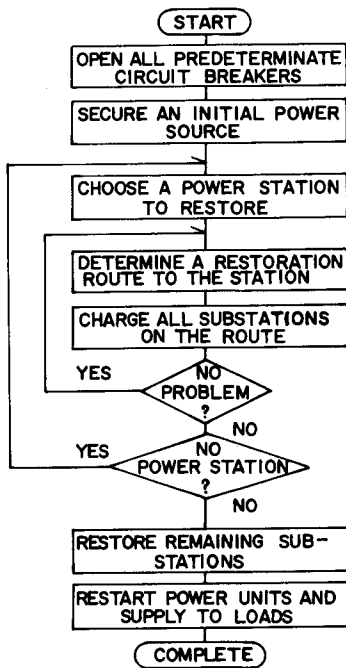 START
OPEN ALL PREDETERMINATE
CIRCUIT BREAKERS
SECURE AN INITIAL POWER
SOURCE
CHOOSE A POWER STATION
TO RESTORE
DETERMINE A RESTORATION
ROUTE TO THE STATION
CHARGE ALL SUBSTATIONS
ON THE ROUTE
YES
NO
PROBLEM
?
NO
YES
NO
POWER STATION
?
NO
RESTORE REMAINING SUB-
STATIONS
RESTART POWER UNITS AND
SUPPLY TO LOADS
COMPLETE